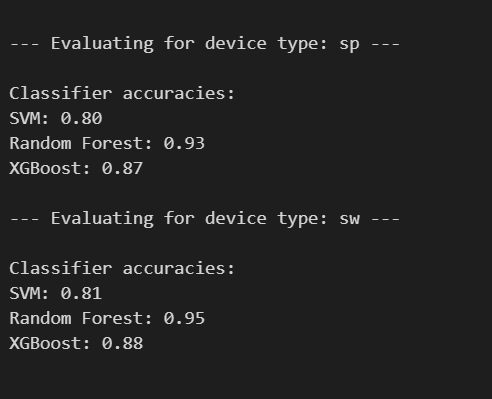 --- Evaluating for device type: sp ---
Classifier accuracies:
SVM: 0.80
Random Forest: 0.93
XGBoost: 0.87
--- Evaluating for device type: sw ---
Classifier accuracies:
SVM: 0.81
Random Forest: 0.95
XGBoost: 0.88